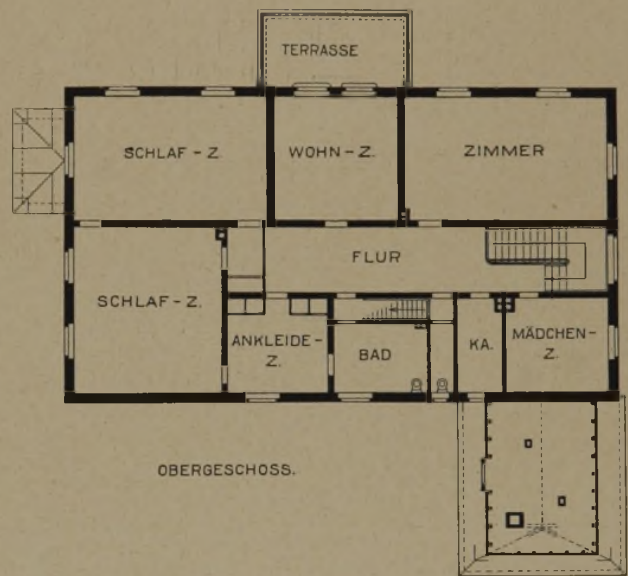 TERRASSE
SCHLAF - Z.
WOHN - Z.
ZIMMER
FLUR
SCHLAF - Z.
ANKLEIDE -
Z.
BAD
KA.
MÄDCHEN -
Z.
OBERGESCHOSS.